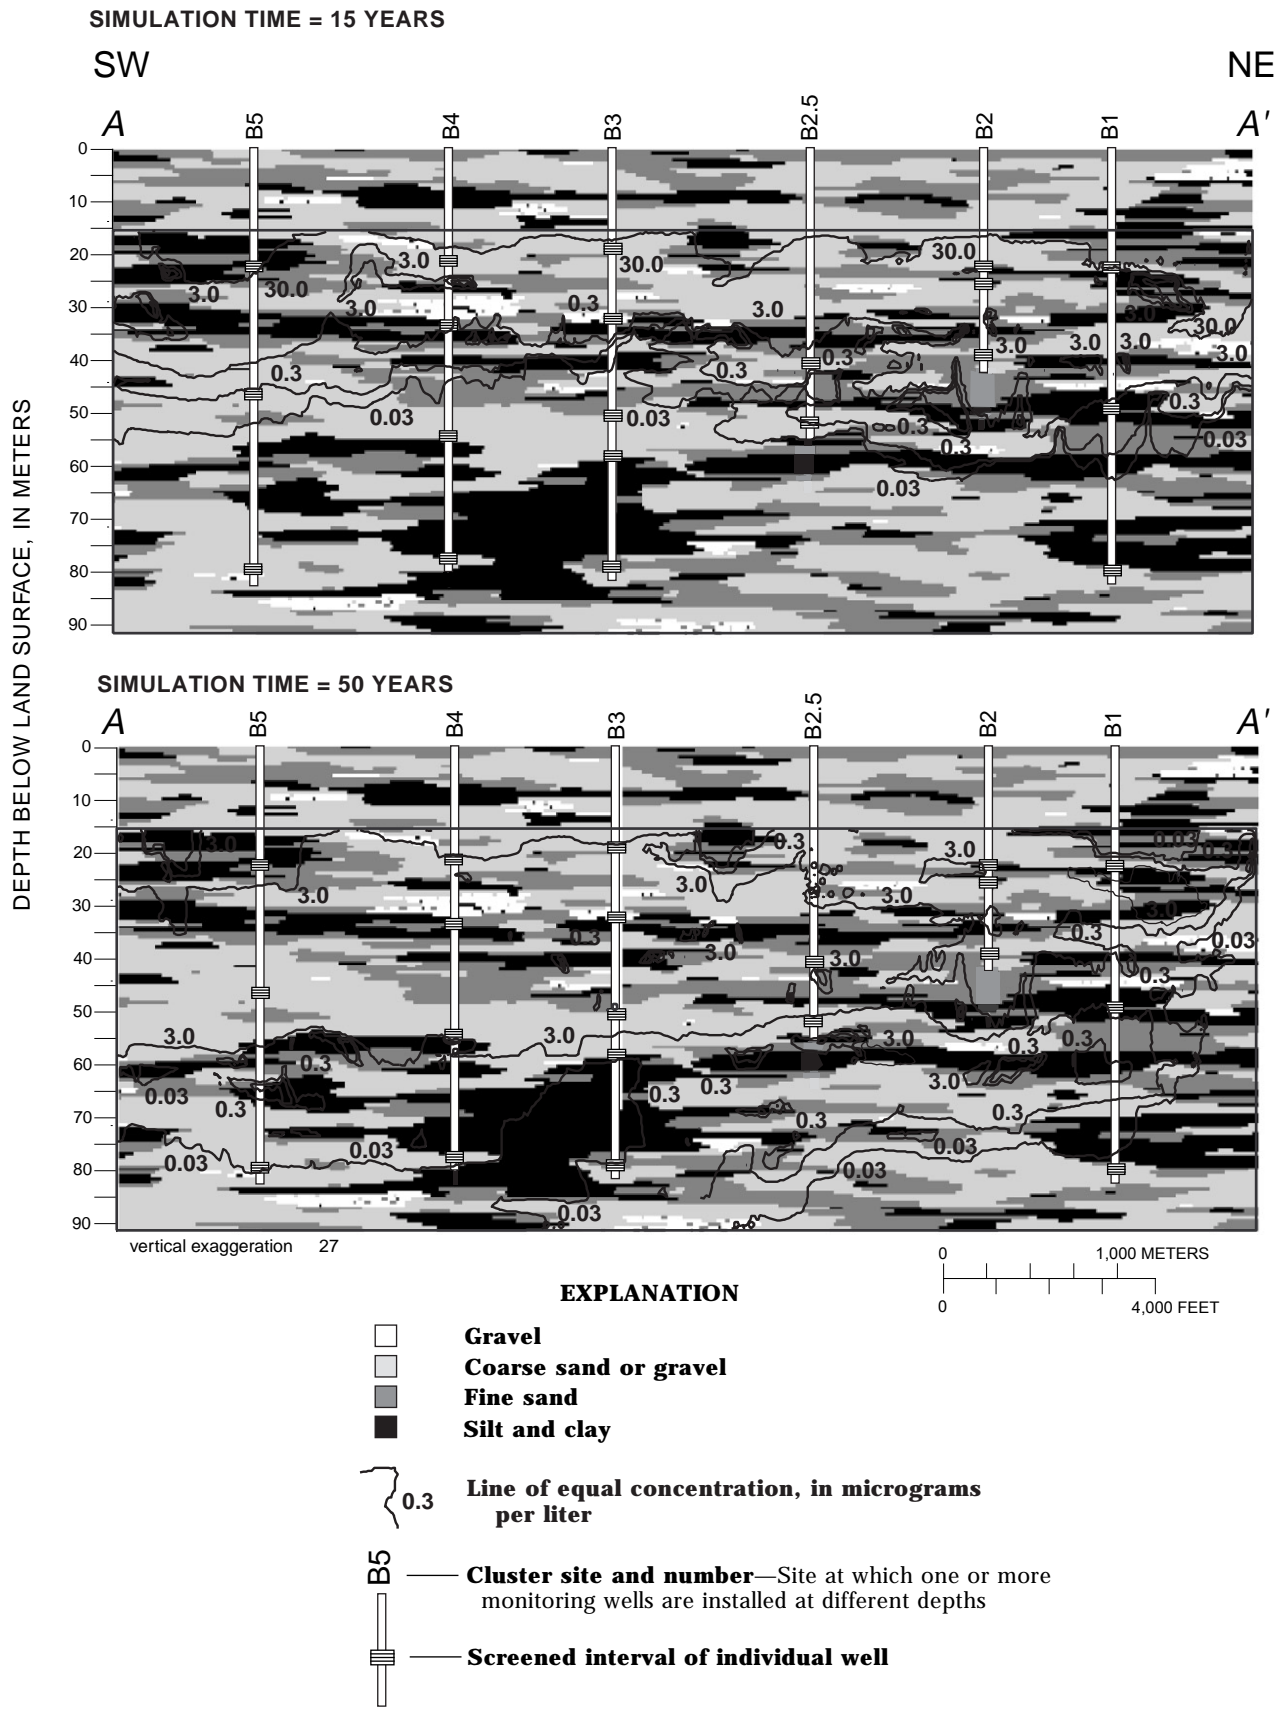 SIMULATION TIME = 15 YEARS
SW NE
A B5 B4 B3 B2.5 B2 B1 A'
DEPTH BELOW LAND SURFACE, IN METERS
0
10
20
30
40
50
60
70
80
90
3.0 30.0 3.0 3.0 0.3 30.0 3.0 30.0 3.0 30.0
0.3 0.03 0.03 0.3 0.3 3.0 3.0 3.0 3.0
0.3 0.3 0.03 0.3 0.03
SIMULATION TIME = 50 YEARS
A B5 B4 B3 B2.5 B2 B1 A'
0
10
20
30
40
50
60
70
80
90
3.0 3.0 0.3 3.0 0.3 3.0 3.0 3.0 0.03 0.3
3.0 3.0 0.3 3.0 0.3 0.03
3.0 0.3 3.0 3.0 0.3 0.3
0.03 0.3 0.3 0.3 0.3 3.0 0.3
0.03 0.03 0.03 0.03 0.03
vertical exaggeration 27
0 1,000 METERS
0 4,000 FEET
EXPLANATION
Gravel
Coarse sand or gravel
Fine sand
Silt and clay
0.3
Line of equal concentration, in micrograms
per liter
B5
Cluster site and number—Site at which one or more
monitoring wells are installed at different depths
Screened interval of individual well